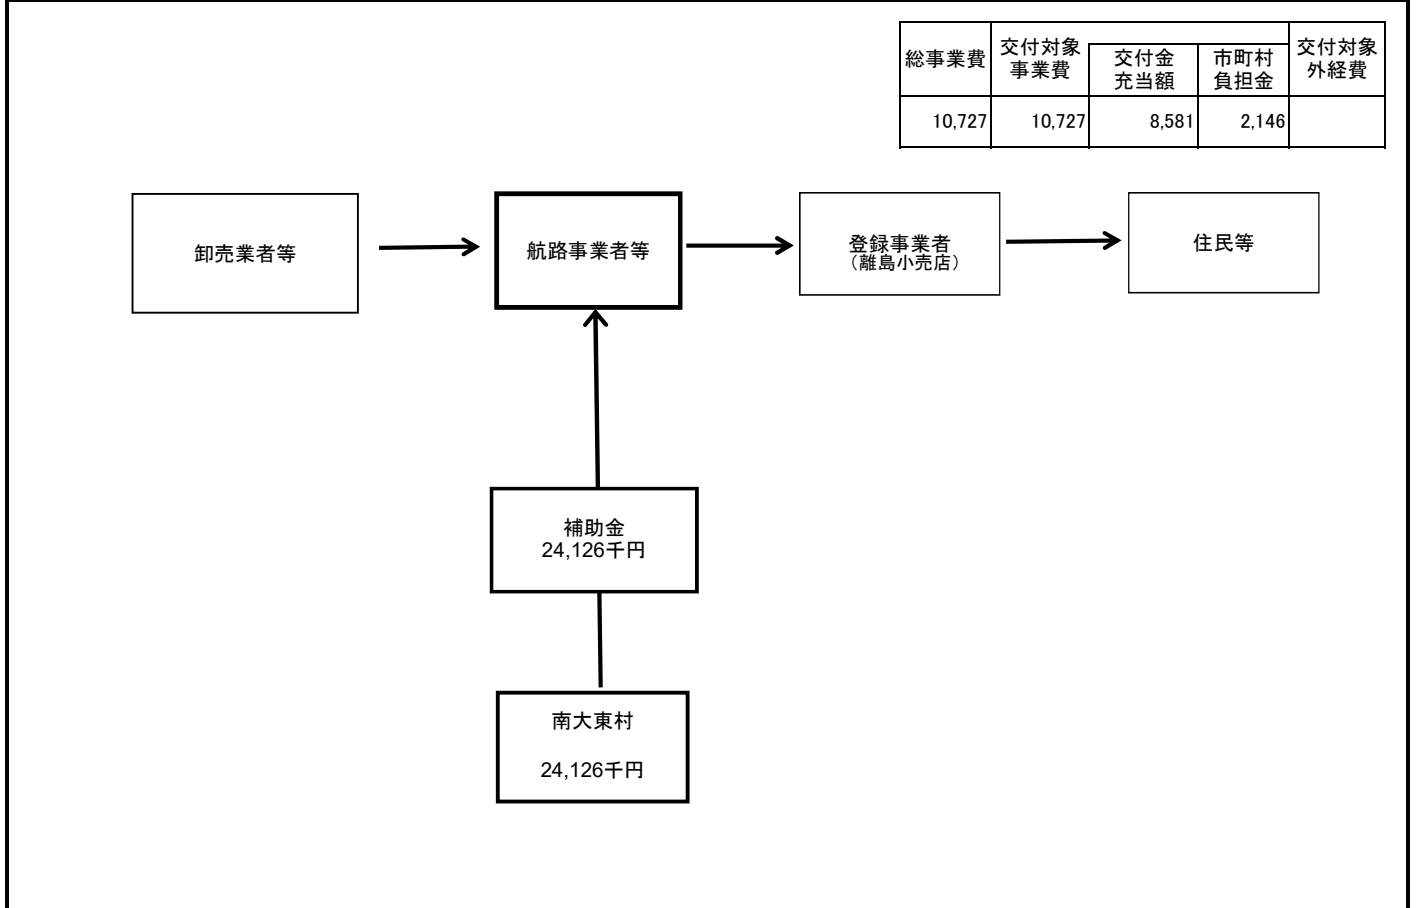 総事業費
交付対象
事業費
交付金
充当額
市町村
負担金
交付対象
外経費
10,727
10,727
8,581
2,146
卸売業者等
航路事業者等
登録事業者
（離島小売店）
住民等
補助金
24,126千円
南大東村
24,126千円